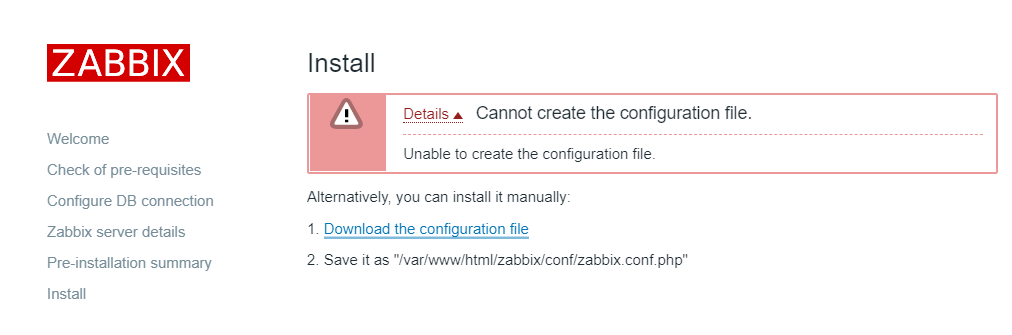 ZABBIX
Welcome
Check of pre-requisites
Configure DB connection
Zabbix server details
Pre-installation summary
Install
Install
Details Cannot create the configuration file.
Unable to create the configuration file.
Alternatively, you can install it manually:
1. Download the configuration file
2. Save it as "/var/www/html/zabbix/conf/zabbix.conf.php"